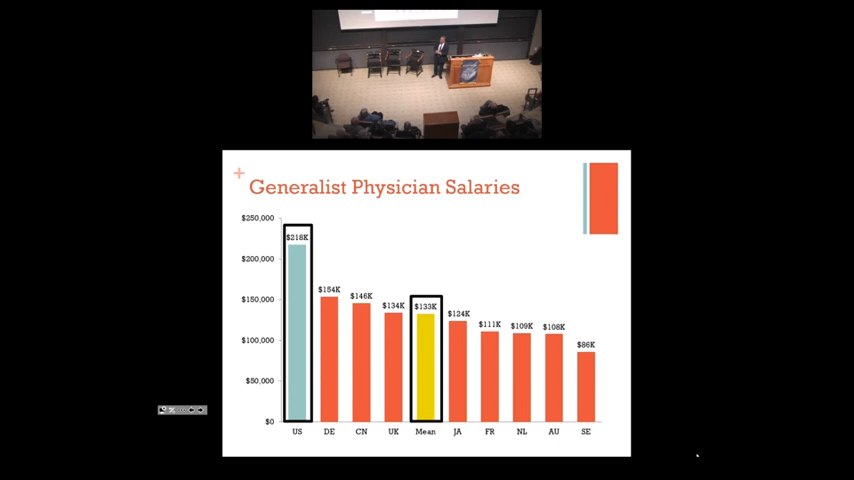 +
Generalist Physician Salaries
$250,000
$200,000
$150,000
$100,000
$50,000
$0
$218K
$154K
$146K
$134K
$133K
$124K
$111K
$109K
$108K
$86K
US DE CN UK Mean JA FR NL AU SE